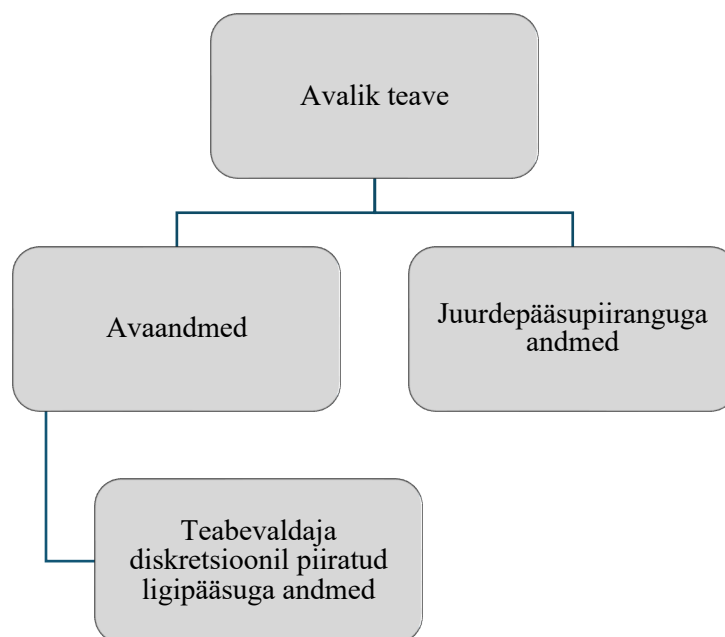 Avalik teave
Avaandmed
Juurdepääsupiiranguga
andmed
Teabevaldaja
diskretsioonil piiratud
ligipääsuga andmed